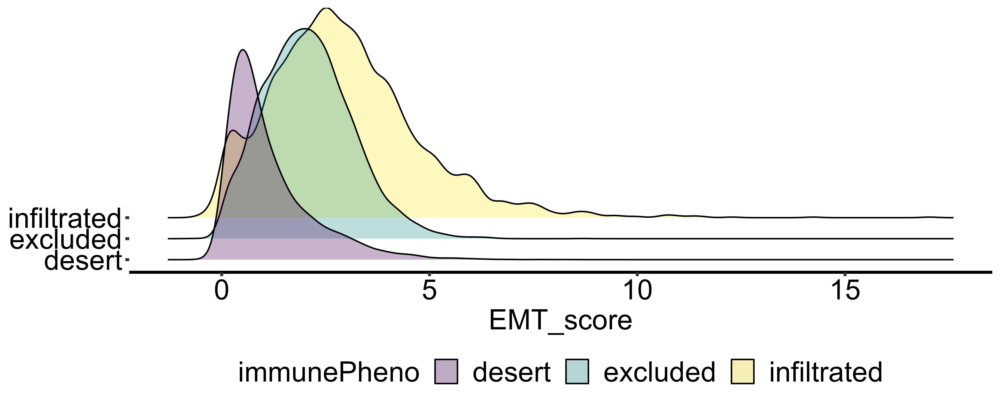 infiltrated
excluded
desert
0 5 10 15
EMT_score
immunePheno desert excluded infiltrated